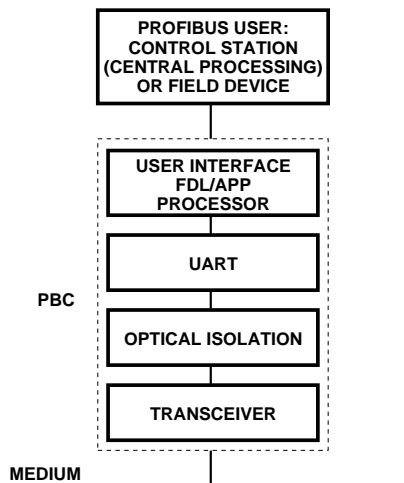 PROFIBUS USER:
CONTROL STATION
(CENTRAL PROCESSING)
OR FIELD DEVICE
USER INTERFACE
FDL/APP
PROCESSOR
UART
PBC
OPTICAL ISOLATION
TRANSCEIVER
MEDIUM